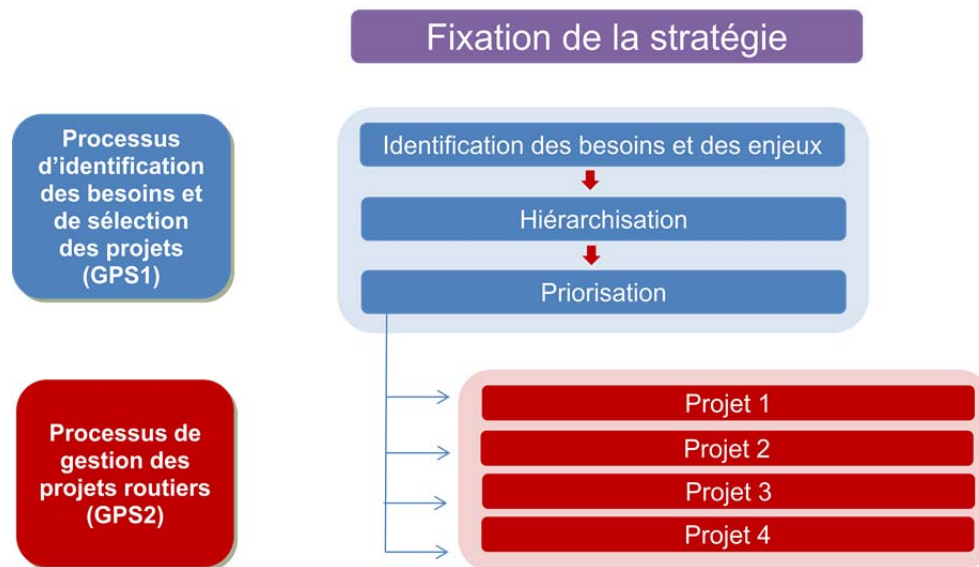 Fixation de la stratégie
Processus
d'identification
des besoins et
de sélection
des projets
(GPS1)
Identification des besoins et des enjeux
Hiérarchisation
Priorisation
Processus de
gestion des
projets routiers
(GPS2)
Projet 1
Projet 2
Projet 3
Projet 4